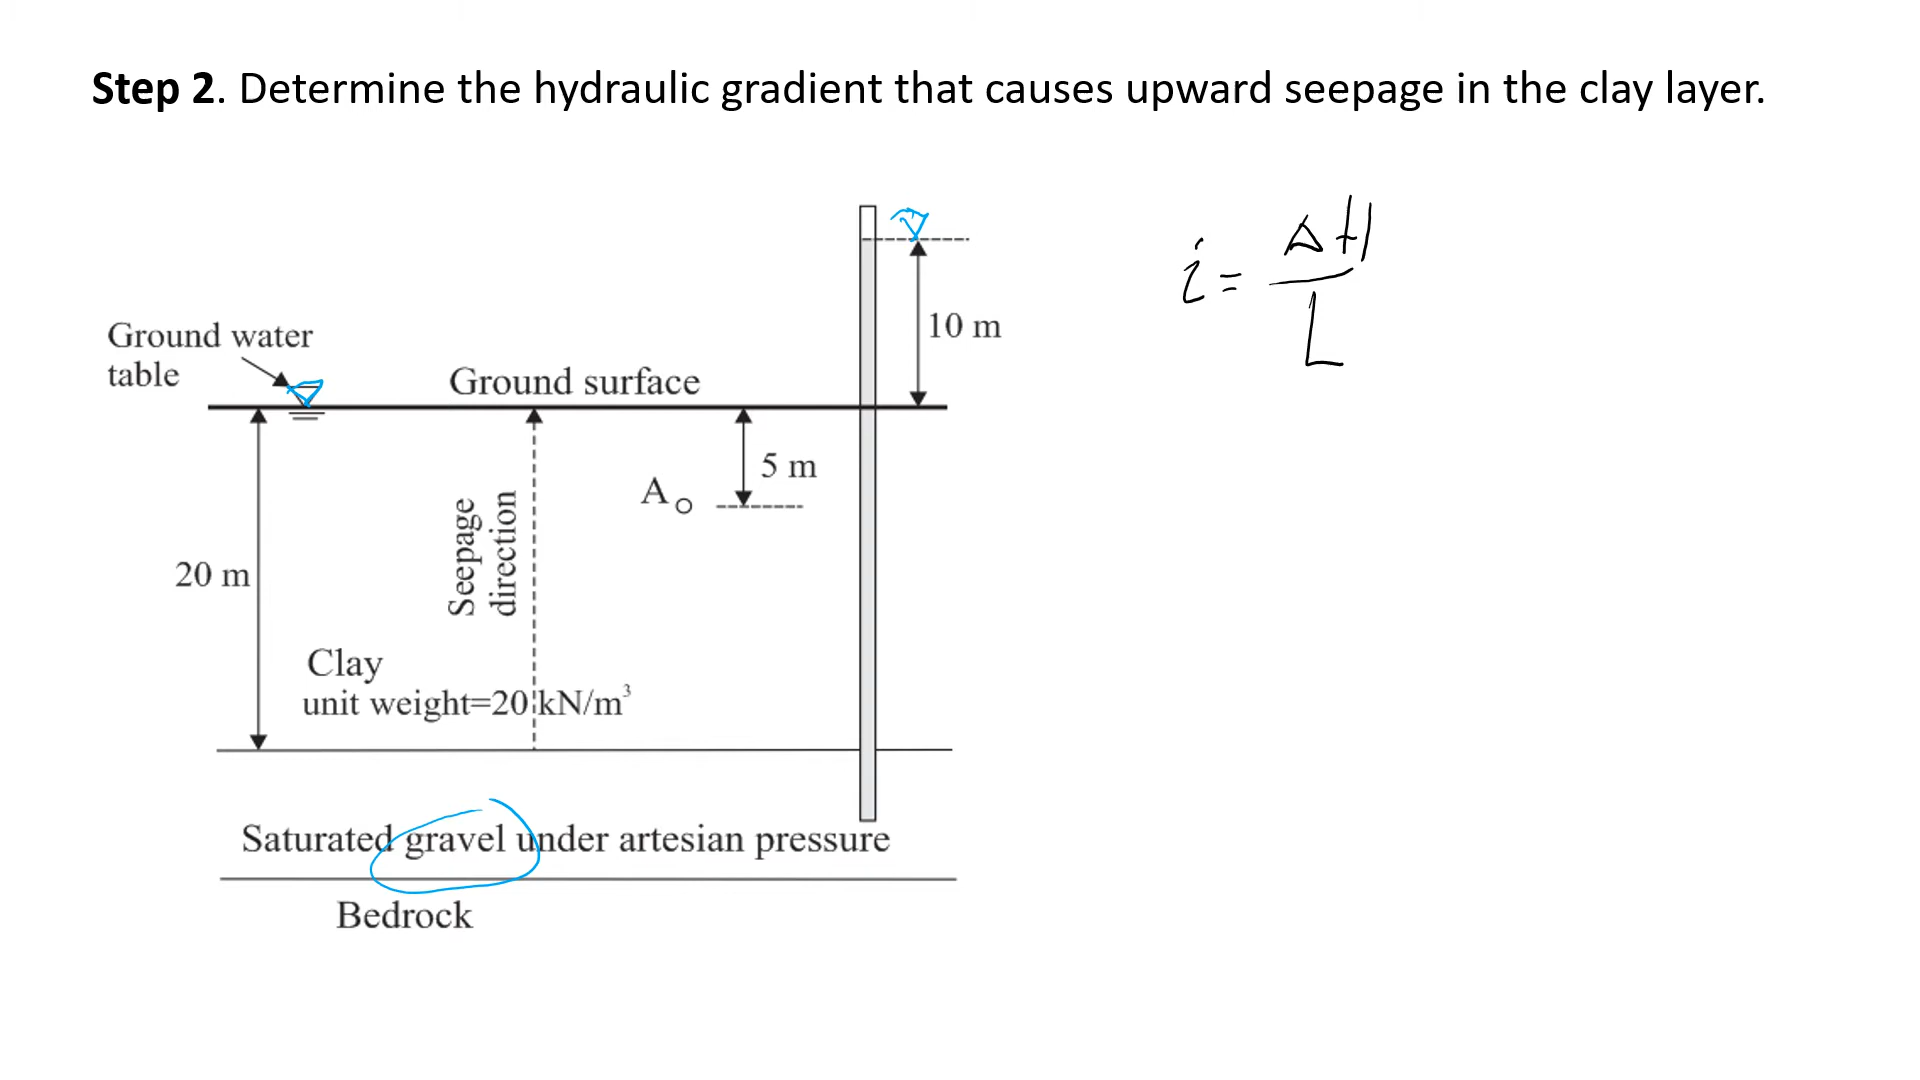 Step 2. Determine the hydraulic gradient that causes upward seepage in the clay layer.
i = ΔH
L
10 m
Ground water
table
Ground surface
5 m
A
Seepage
direction
20 m
Clay
unit weight=20 kN/m³
Saturated gravel under artesian pressure
Bedrock